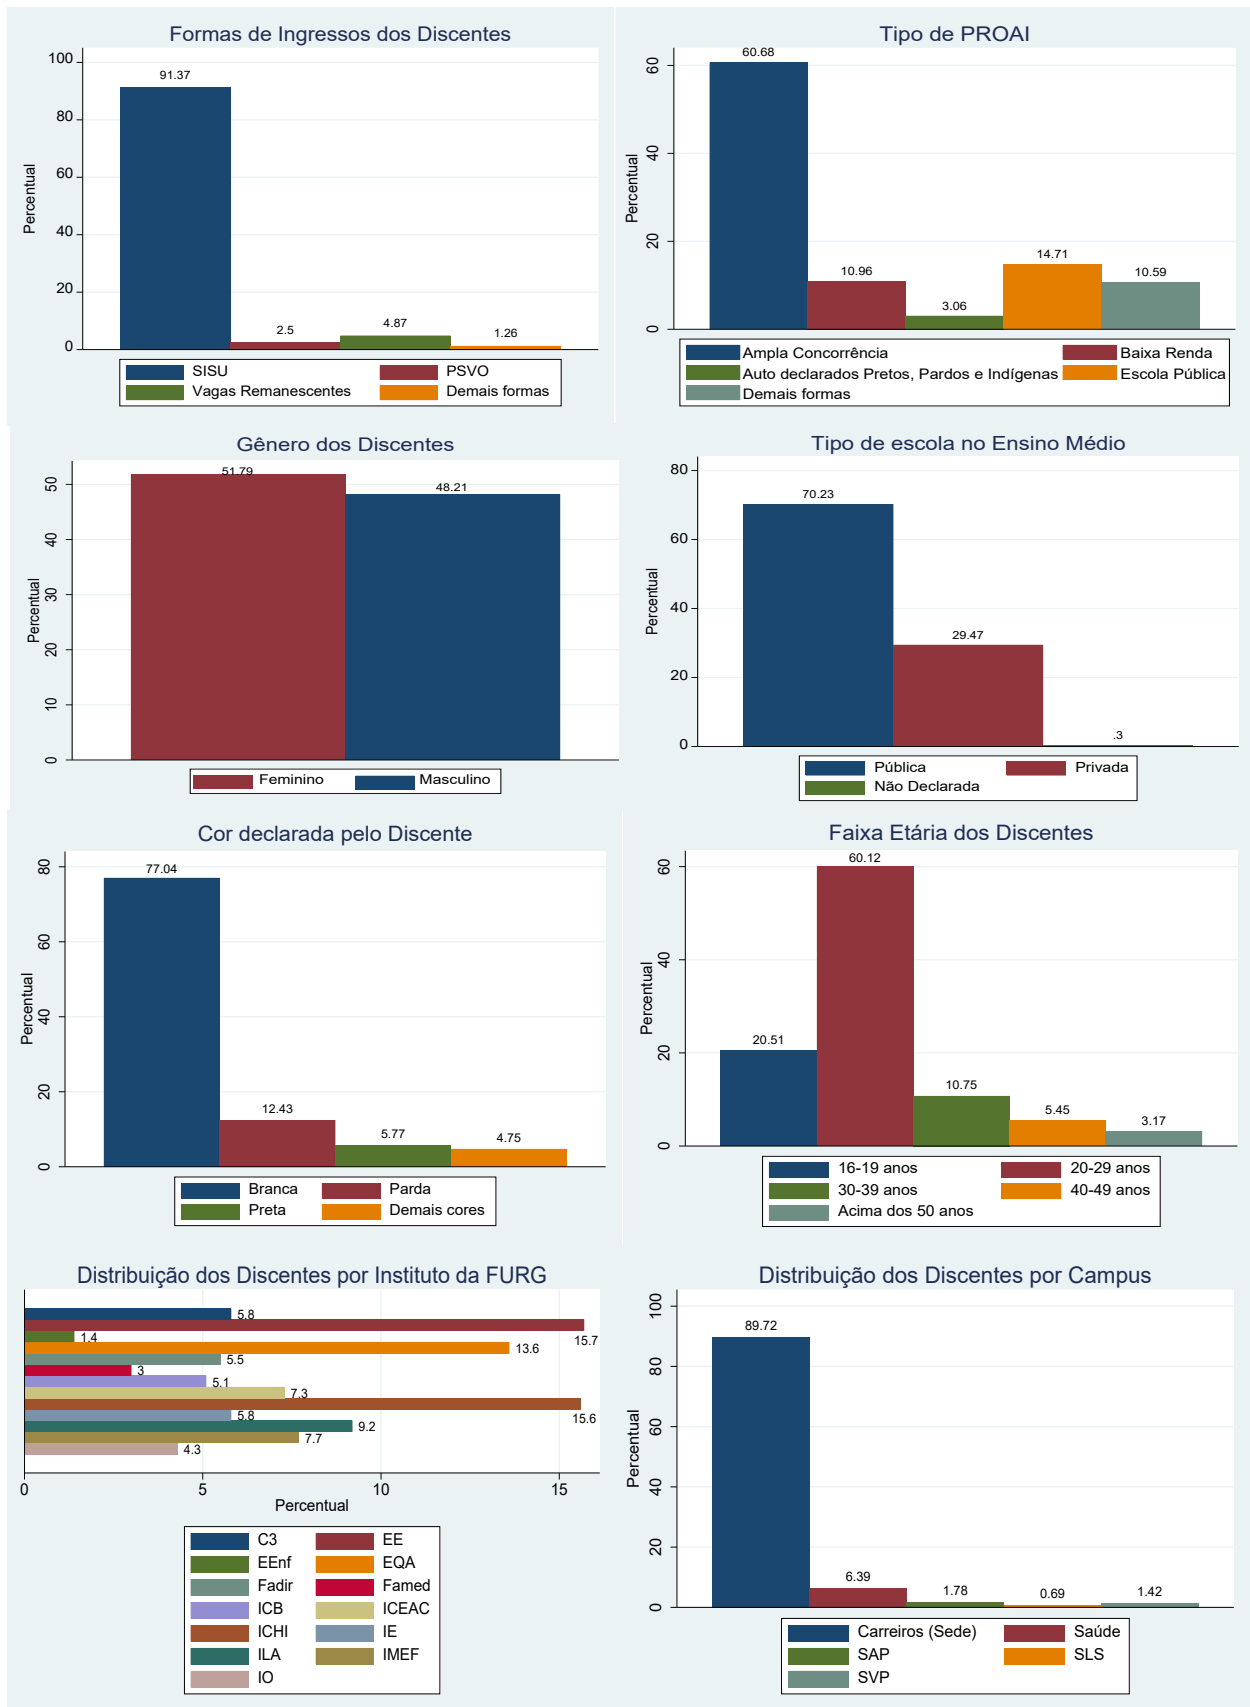 Formas de Ingressos dos Discentes
Percentual
100
80
60
40
20
0
91.37
2.5
4.87
1.26
SISU
PSVO
Vagas Remanescentes
Demais formas
Tipo de PROAI
Percentual
60
40
20
0
60.68
10.96
3.06
14.71
10.59
Ampla Concorrência
Baixa Renda
Auto declarados Pretos, Pardos e Indígenas
Escola Pública
Demais formas
Gênero dos Discentes
Percentual
50
40
30
20
10
0
51.79
48.21
Feminino
Masculino
Tipo de escola no Ensino Médio
Percentual
80
60
40
20
0
70.23
29.47
.3
Pública
Privada
Não Declarada
Cor declarada pelo Discente
Percentual
80
60
40
20
0
77.04
12.43
5.77
4.75
Branca
Parda
Preta
Demais cores
Faixa Etária dos Discentes
Percentual
60
40
20
0
20.51
60.12
10.75
5.45
3.17
16-19 anos
20-29 anos
30-39 anos
40-49 anos
Acima dos 50 anos
Distribuição dos Discentes por Instituto da FURG
5.8
15.7
1.4
13.6
5.5
3
5.1
7.3
15.6
5.8
9.2
7.7
4.3
0
5
10
15
Percentual
C3
EE
EEnf
EQA
Fadir
Famed
ICB
ICEAC
ICHI
IE
ILA
IMEF
IO
Distribuição dos Discentes por Campus
Percentual
100
80
60
40
20
0
89.72
6.39
1.78
0.69
1.42
Carreiros (Sede)
Saúde
SAP
SLS
SVP